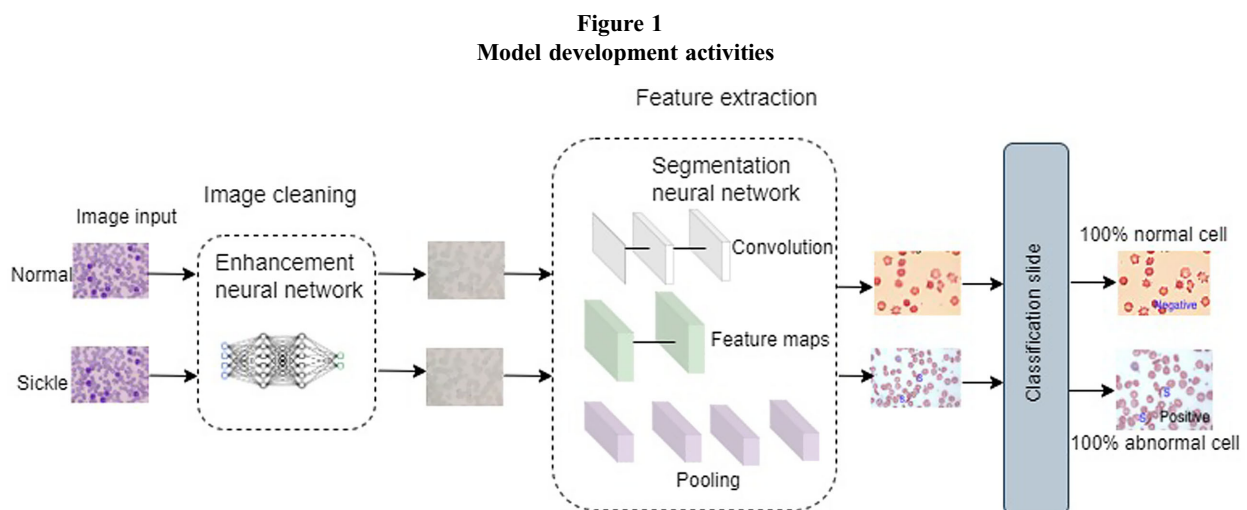 Figure 1
Model development activities
Feature extraction
Image cleaning
Image input
Normal
Sickle
Enhancement
neural network
Segmentation
neural network
Convolution
Feature maps
Pooling
S
S
Classification slide
100% normal cell
Negative
S
S
Positive
100% abnormal cell